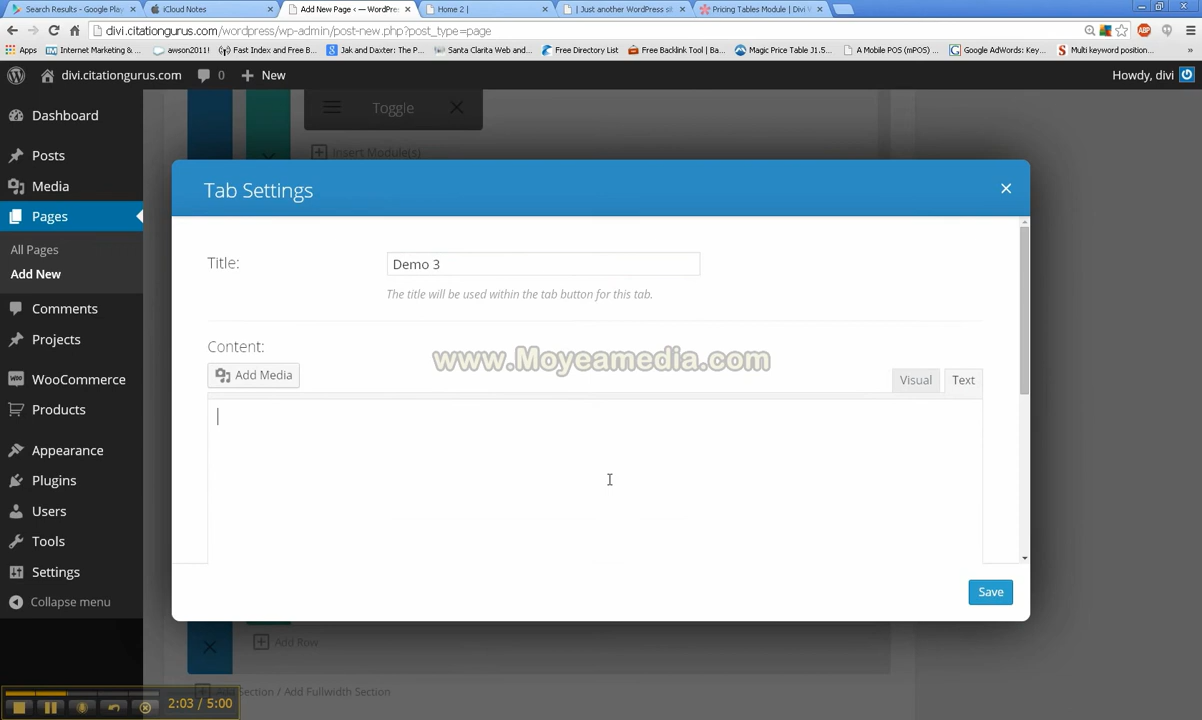 Search Results - Google Play
iCloud Notes
Add New Page < — WordPre
Home 2 |
| Just another WordPress sit
Pricing Tables Module | Divi
divi.citationgurus.com/wordpress/wp-admin/post-new.php?post_type=page
Apps
Internet Marketing &...
awson2011!
Fast Index and Free B...
Jak and Daxter: The P...
Santa Clarita Web and...
Free Directory List
Free Backlink Tool | Ba...
Magic Price Table J1.5...
A Mobile POS (mPOS) ...
Google AdWords: Key...
Multi keyword position...
»
divi.citationgurus.com
0
New
Howdy, divi
Dashboard
Posts
Media
Pages
All Pages
Add New
Comments
Projects
WooCommerce
Products
Appearance
Plugins
Users
Tools
Settings
Collapse menu
Toggle
Insert Module(s)
Tab Settings
Title:
Demo 3
The title will be used within the tab button for this tab.
Content:
www.Moyeamedia.com
Add Media
Visual
Text
Save
Add Row
Add Section / Add Fullwidth Section
2:03 / 5:00